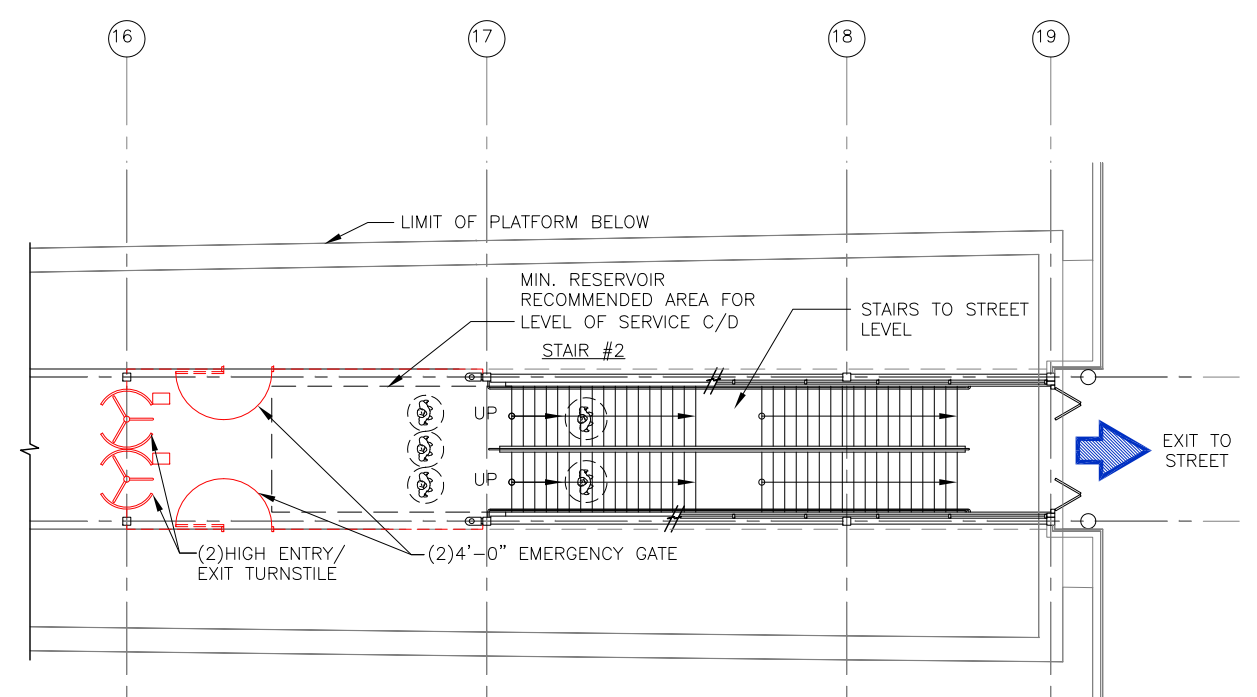 16
17
18
19
LIMIT OF PLATFORM BELOW
MIN. RESERVOIR
RECOMMENDED AREA FOR
LEVEL OF SERVICE C/D
STAIR #2
STAIRS TO STREET
LEVEL
UP
UP
EXIT TO
STREET
(2)HIGH ENTRY/
EXIT TURNSTILE
(2)4'-0" EMERGENCY GATE